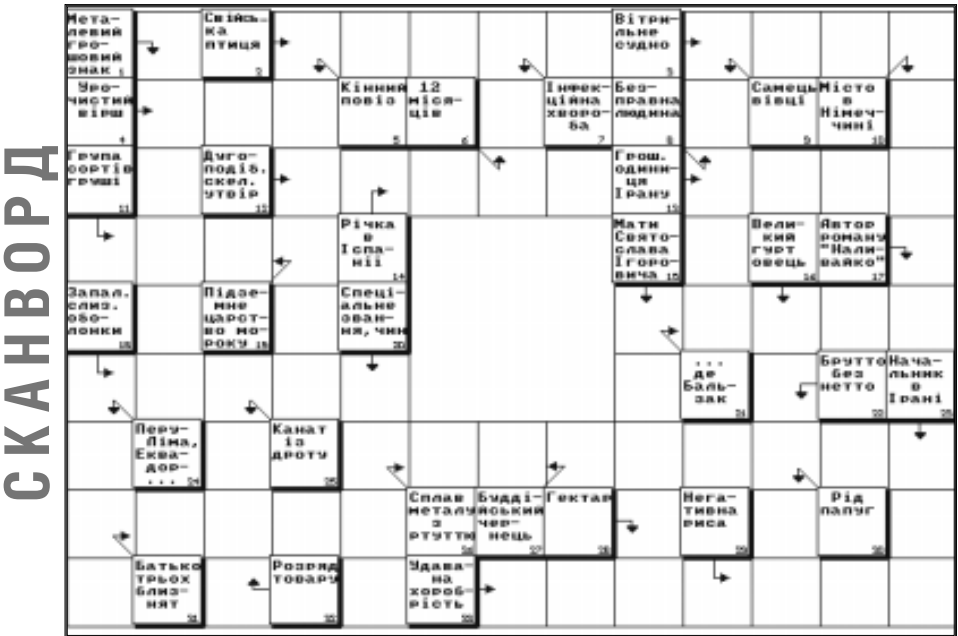 СКАНВОРД
Мета-
левий
гро-
шовий
знак 1
Свійсь-
ка
птиця
2
Вітри-
льне
судно
3
Уро-
чистий
вірш
4
Кінний
повіз
5
12
міся-
ців
6
Інфек-
ційна
хворо-
ба
7
Без-
правна
людина
8
Самець
вівці
9
Місто
в
Німеч-
чині
10
Група
сортів
груші
11
Дуго-
подіб.
скел.
утвір
12
Грош.
одини-
ця
Ірану
13
Річка
в
Іспа-
нії
14
Мати
Свято-
слава
Ігоро-
вича 15
Вели-
кий
гурт
овець
16
Автор
роману
"Нали-
вайко"
17
Запал.
слиз.
обо-
лонки
18
Підзе-
мне
царст-
во мо-
року 19
Спеці-
альне
зван-
ня, чин
20
...
де
Баль-
зак
21
Брутто
без
нетто
22
Нача-
льник
в
Ірані
23
Перу-
Ліма,
Еква-
дор-
... 24
Канат
із
дроту
25
Сплав
металу
з
ртуттю
26
Будді-
йський
чер-
нець
27
Гектар
28
Нега-
тивна
риса
29
Рід
папуг
30
Батько
трьох
близ-
нят
31
Розряд
товару
32
Удава-
на
хороб-
рість
33